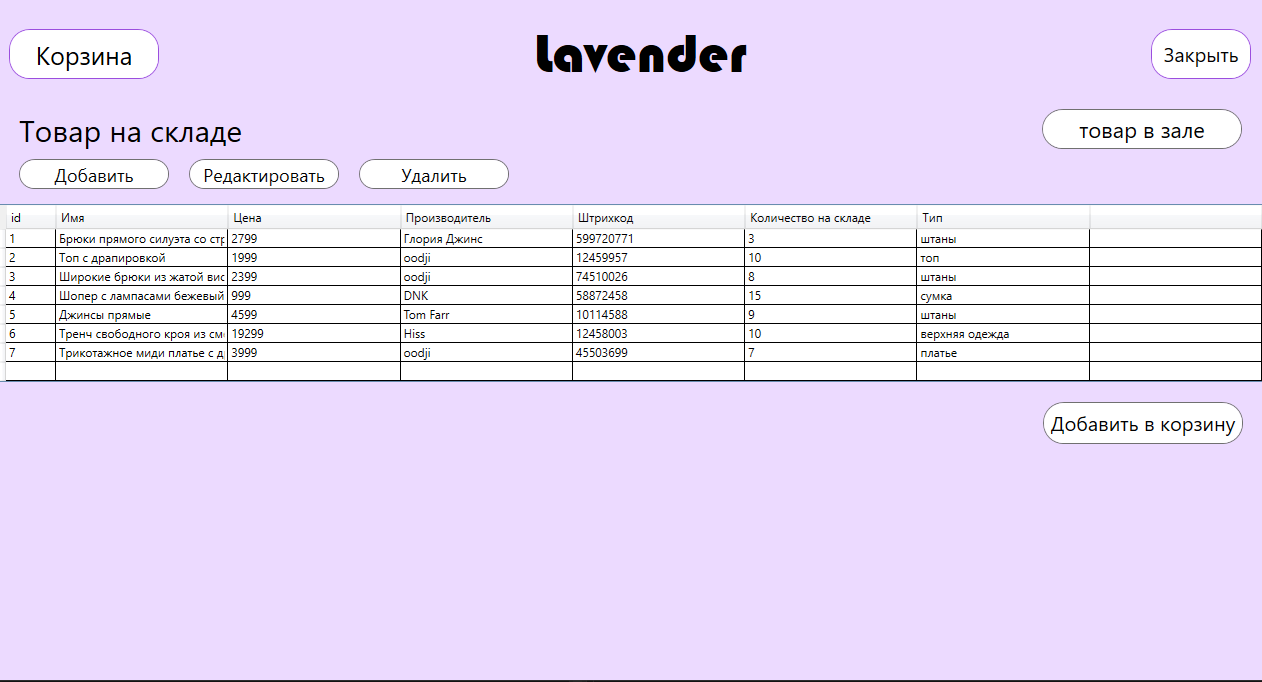 Корзина Lavender Закрыть
Товар на складе товар в зале
Добавить Редактировать Удалить
id Имя Цена Производитель Штрихкод Количество на складе Тип
1 Брюки прямого силуэта со стр 2799 Глория Джинс 599720771 3 штаны
2 Топ с драпировкой 1999 oodji 12459957 10 топ
3 Широкие брюки из жатой вис 2399 oodji 74510026 8 штаны
4 Шопер с лампасами бежевый 999 DNK 58872458 15 сумка
5 Джинсы прямые 4599 Tom Farr 10114588 9 штаны
6 Тренч свободного кроя из см 19299 Hiss 12458003 10 верхняя одежда
7 Трикотажное миди платье с д 3999 oodji 45503699 7 платье
Добавить в корзину